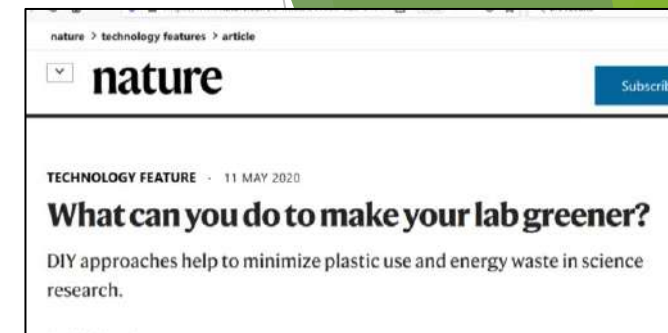 nature > technology features > article
nature
Subscrib
TECHNOLOGY FEATURE · 11 MAY 2020
What can you do to make your lab greener?
DIY approaches help to minimize plastic use and energy waste in science
research.